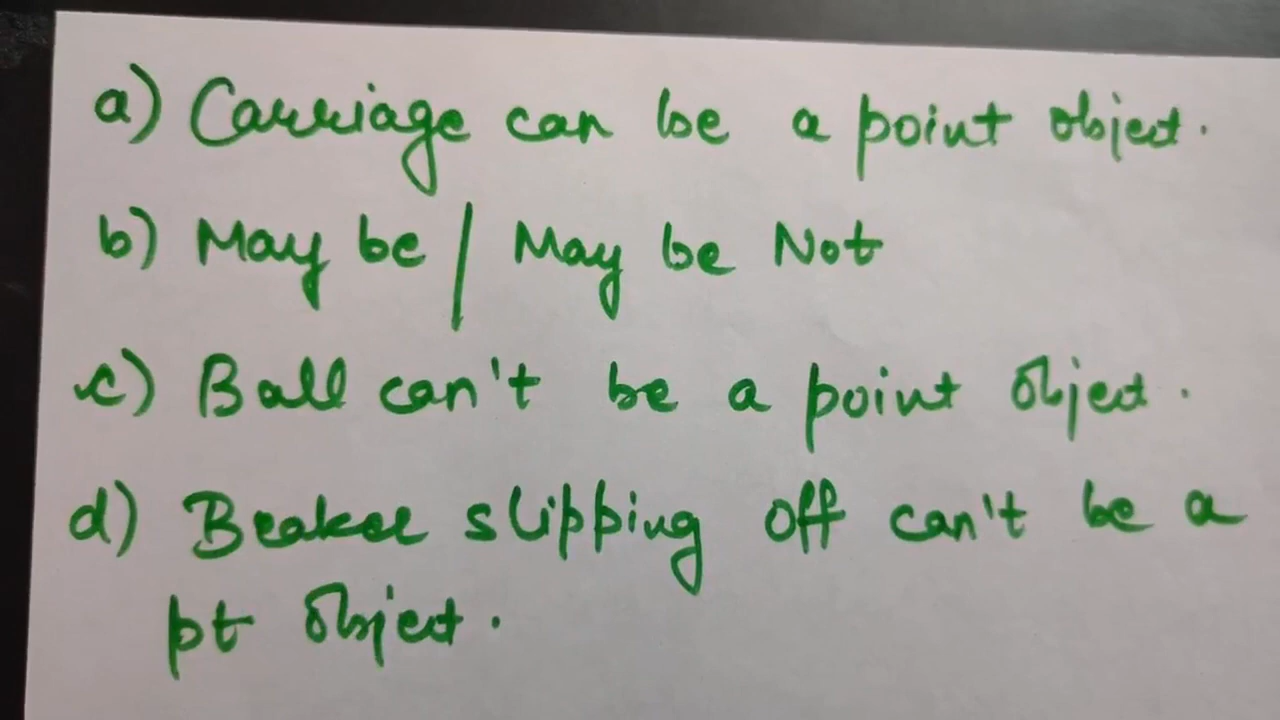 a) Carriage can be a point object.
b) May be / May be Not
c) Ball can't be a point object.
d) Beaker slipping off can't be a
pt object.